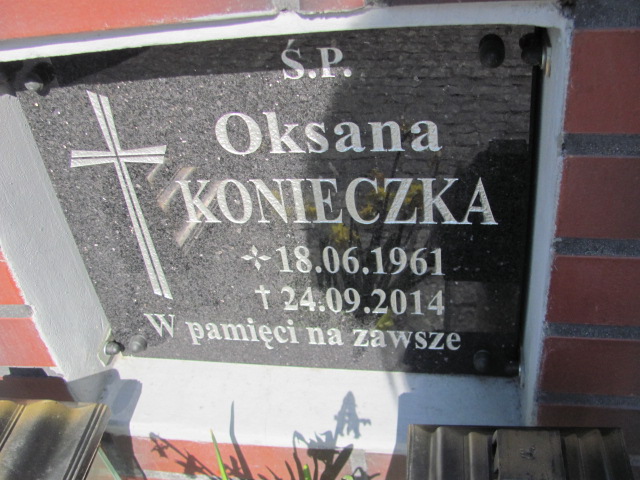 Ś.P.
Oksana
KONIECZKA
18.06.1961
✝ 24.09.2014
W pamięci na zawsze